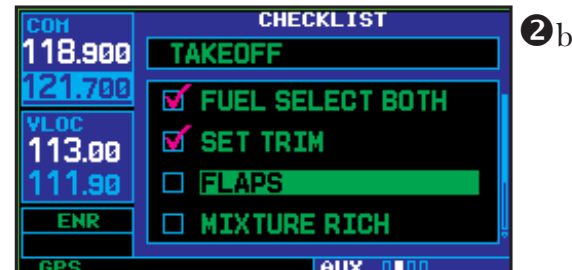 COM
118.900
121.700
VLOC
113.00
111.90
ENR
GPS
CHECKLIST
TAKEOFF
FUEL SELECT BOTH
SET TRIM
FLAPS
MIXTURE RICH
AUX
❷b